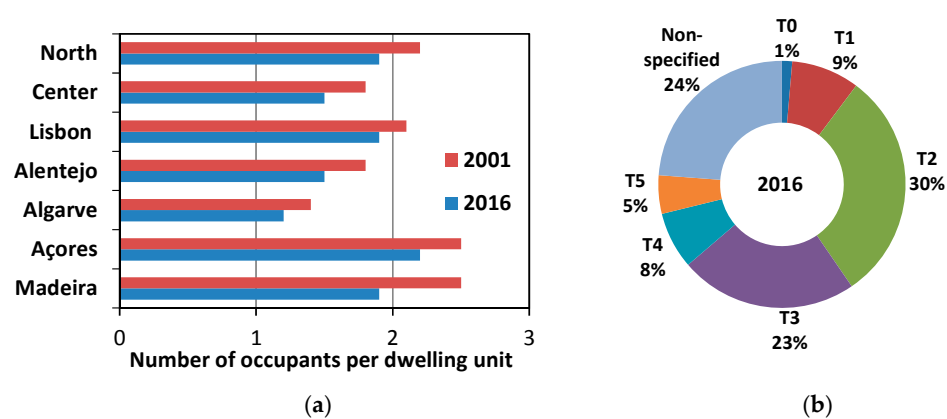 North
Center
Lisbon
Alentejo
Algarve
Açores
Madeira
2001
2016
0 1 2 3
Number of occupants per dwelling unit
(a)
Non-
specified
24%
T0
1%
T1
9%
T2
30%
T3
23%
T4
8%
T5
5%
2016
(b)